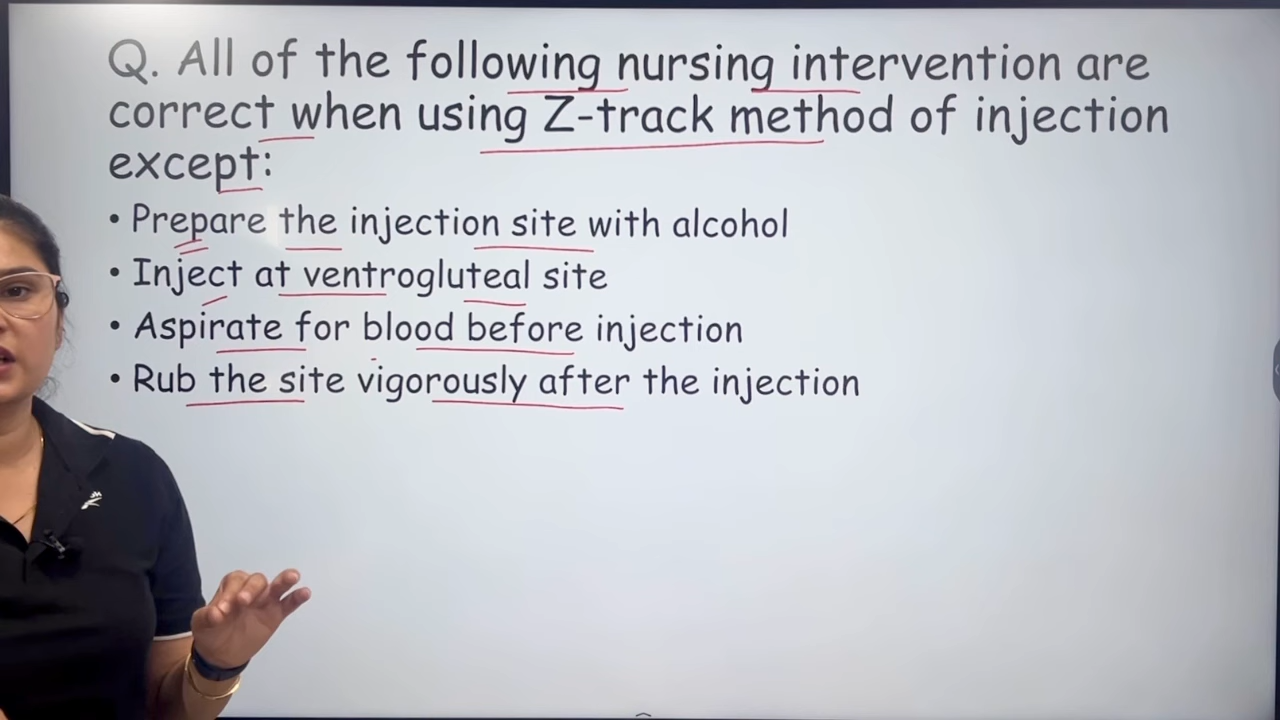 Q. All of the following nursing intervention are
correct when using Z-track method of injection
except:
• Prepare the injection site with alcohol
• Inject at ventrogluteal site
• Aspirate for blood before injection
• Rub the site vigorously after the injection